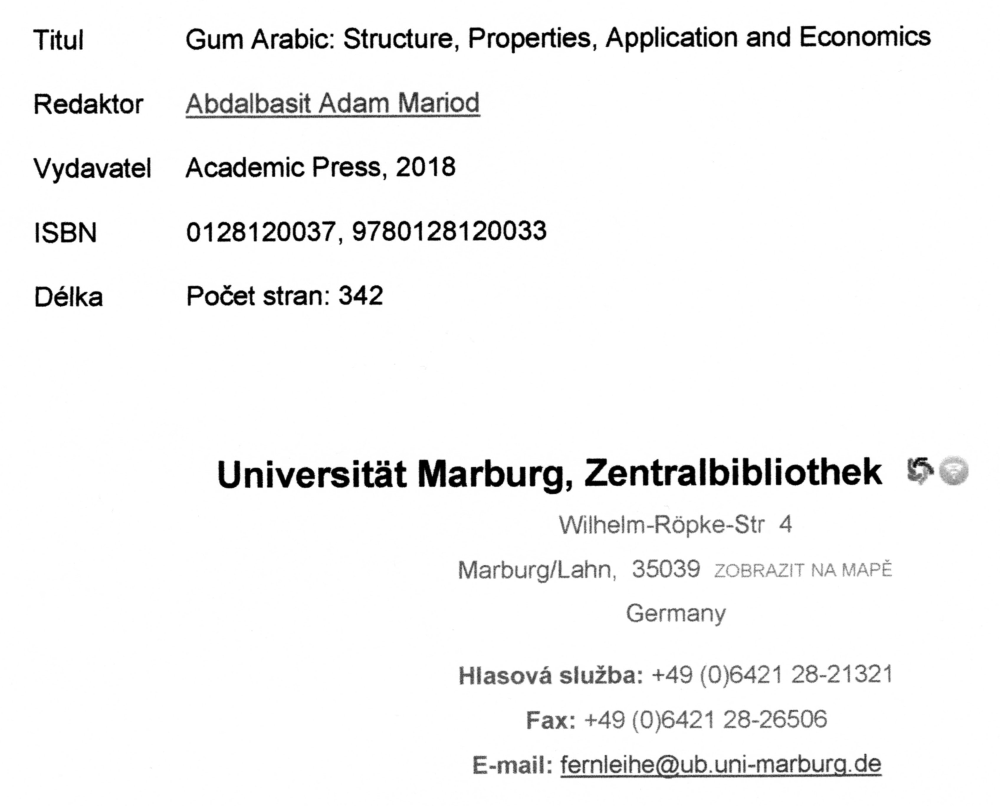 Titul Gum Arabic: Structure, Properties, Application and Economics
Redaktor Abdalbasit Adam Mariod
Vydavatel Academic Press, 2018
ISBN 0128120037, 9780128120033
Délka Počet stran: 342
Universität Marburg, Zentralbibliothek
Wilhelm-Röpke-Str 4
Marburg/Lahn, 35039 ZOBRAZIT NA MAPĚ
Germany
Hlasová služba: +49 (0)6421 28-21321
Fax: +49 (0)6421 28-26506
E-mail: fernleihe@ub.uni-marburg.de